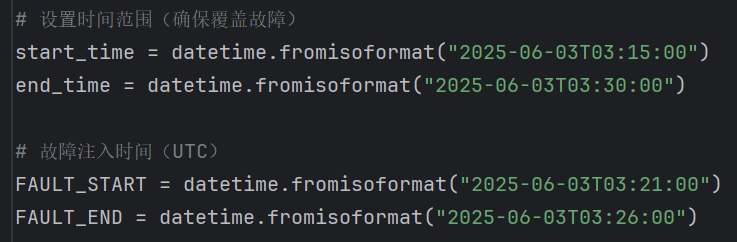 # 设置时间范围（确保覆盖故障）
start_time = datetime.fromisoformat("2025-06-03T03:15:00")
end_time = datetime.fromisoformat("2025-06-03T03:30:00")
# 故障注入时间（UTC）
FAULT_START = datetime.fromisoformat("2025-06-03T03:21:00")
FAULT_END = datetime.fromisoformat("2025-06-03T03:26:00")